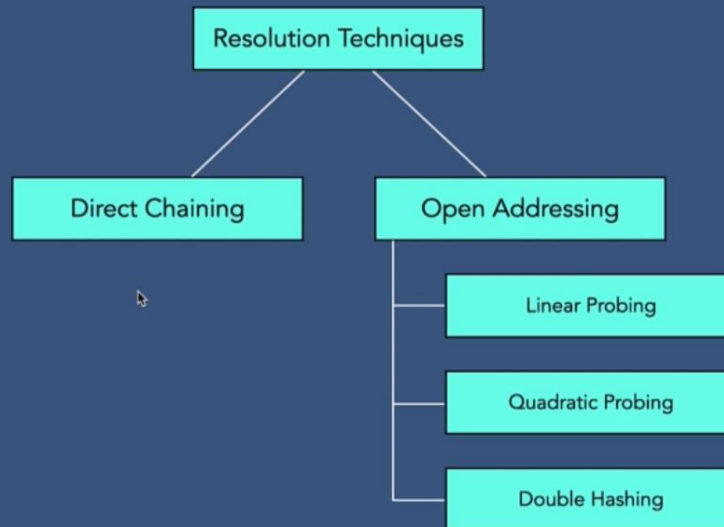 Resolution Techniques
Direct Chaining
Open Addressing
Linear Probing
Quadratic Probing
Double Hashing